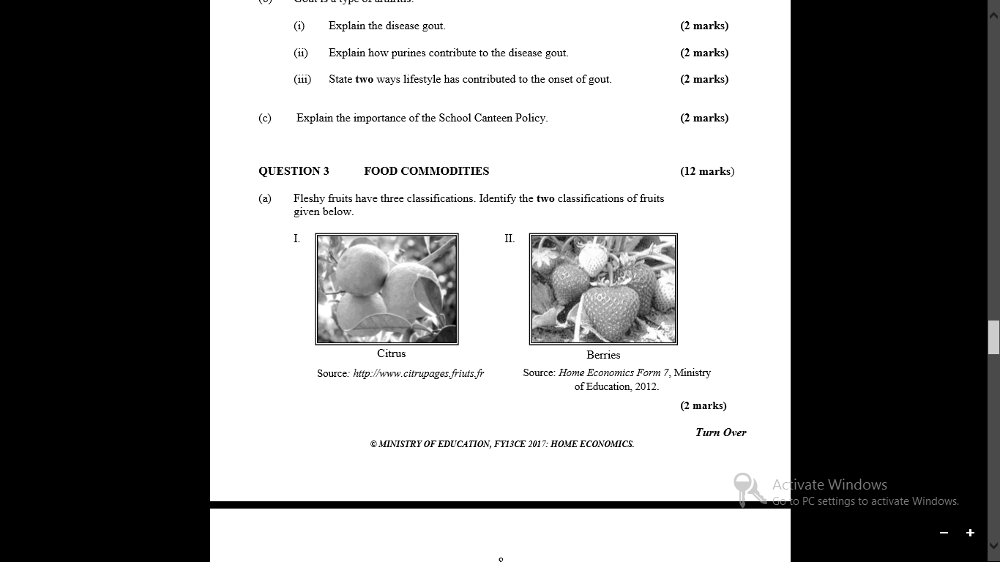 (b) Gout is a type of arthritis.
(i) Explain the disease gout. (2 marks)
(ii) Explain how purines contribute to the disease gout. (2 marks)
(iii) State two ways lifestyle has contributed to the onset of gout. (2 marks)
(c) Explain the importance of the School Canteen Policy. (2 marks)
QUESTION 3 FOOD COMMODITIES (12 marks)
(a) Fleshy fruits have three classifications. Identify the two classifications of fruits
given below.
I. II.
Citrus Berries
Source: http://www.citrupages.friuts.fr Source: Home Economics Form 7, Ministry
of Education, 2012.
(2 marks)
Turn Over
© MINISTRY OF EDUCATION, FY13CE 2017: HOME ECONOMICS.
Activate Windows
Go to PC settings to activate Windows.